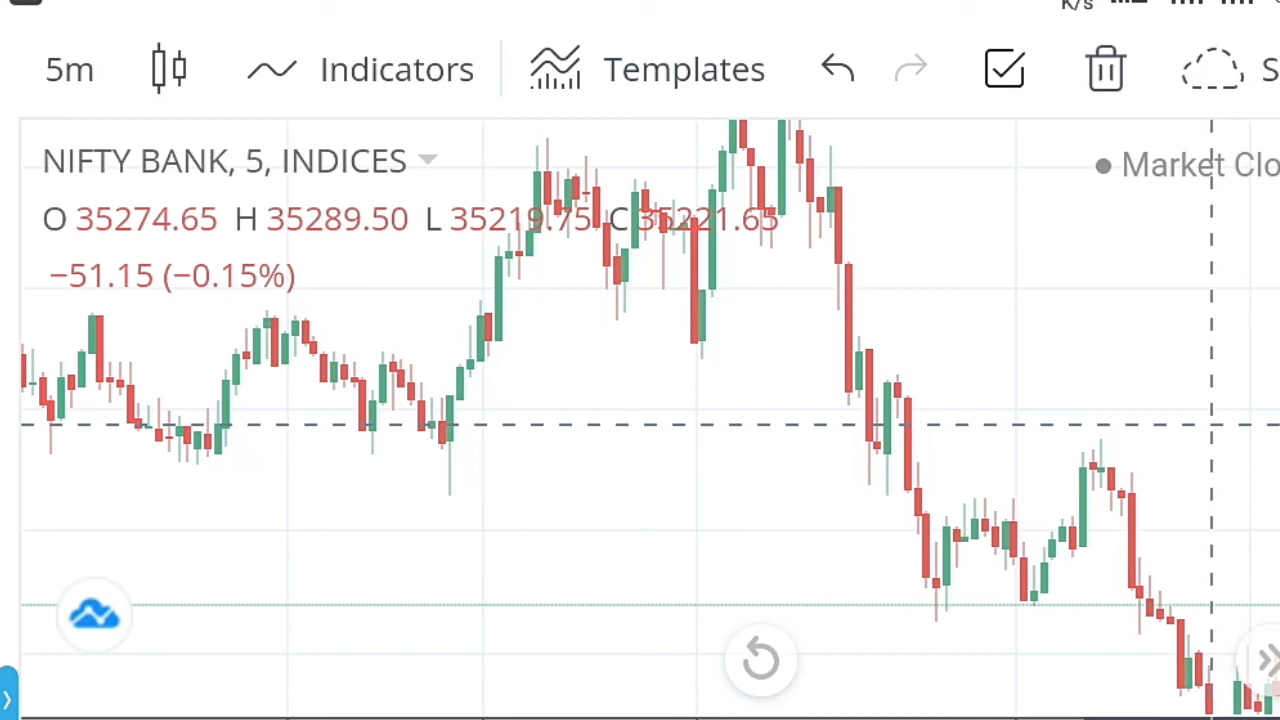 K/s
5m Indicators Templates S
NIFTY BANK, 5, INDICES
Market Clo
O 35274.65 H 35289.50 L 35219.75 C 35221.65
−51.15 (−0.15%)